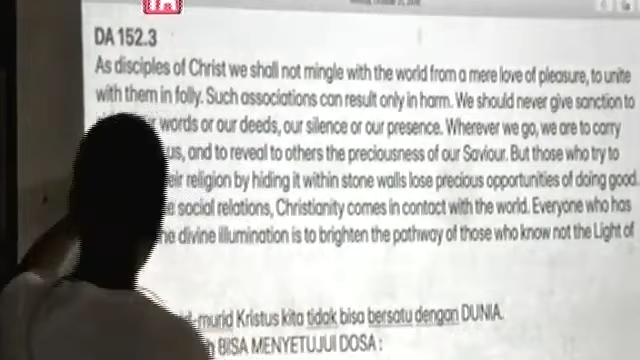 DA 152.3
As disciples of Christ we shall not mingle with the world from a mere love of pleasure, to unite
with them in folly. Such associations can result only in harm. We should never give sanction to
words or our deeds, our silence or our presence. Wherever we go, we are to carry
us, and to reveal to others the preciousness of our Saviour. But those who try to
eir religion by hiding it within stone walls lose precious opportunities of doing good.
e social relations, Christianity comes in contact with the world. Everyone who has
he divine illumination is to brighten the pathway of those who know not the Light of
-murid Kristus kita tidak bisa bersatu dengan DUNIA.
BISA MENYETUJUI DOSA :